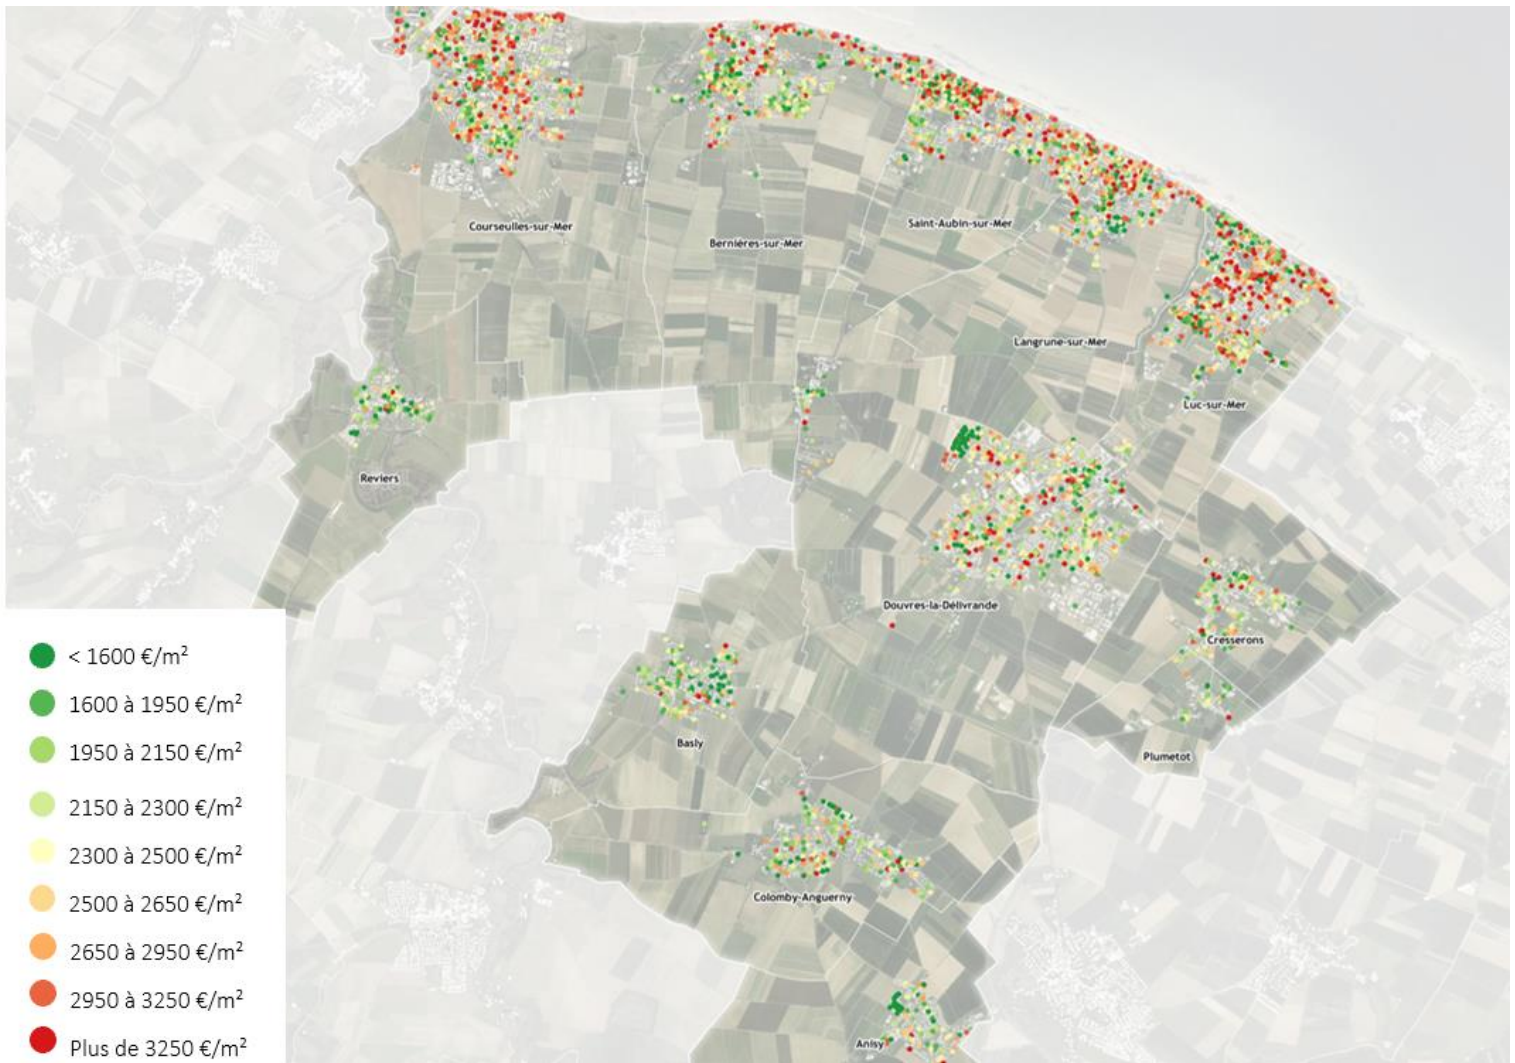 Courseulles-sur-Mer
Bernières-sur-Mer
Saint-Aubin-sur-Mer
Langrune-sur-Mer
Luc-sur-Mer
Reviers
Douvres-la-Délivrande
Cresserons
Basly
Plumetot
Colomby-Anguerny
Anisy
< 1600 €/m²
1600 à 1950 €/m²
1950 à 2150 €/m²
2150 à 2300 €/m²
2300 à 2500 €/m²
2500 à 2650 €/m²
2650 à 2950 €/m²
2950 à 3250 €/m²
Plus de 3250 €/m²